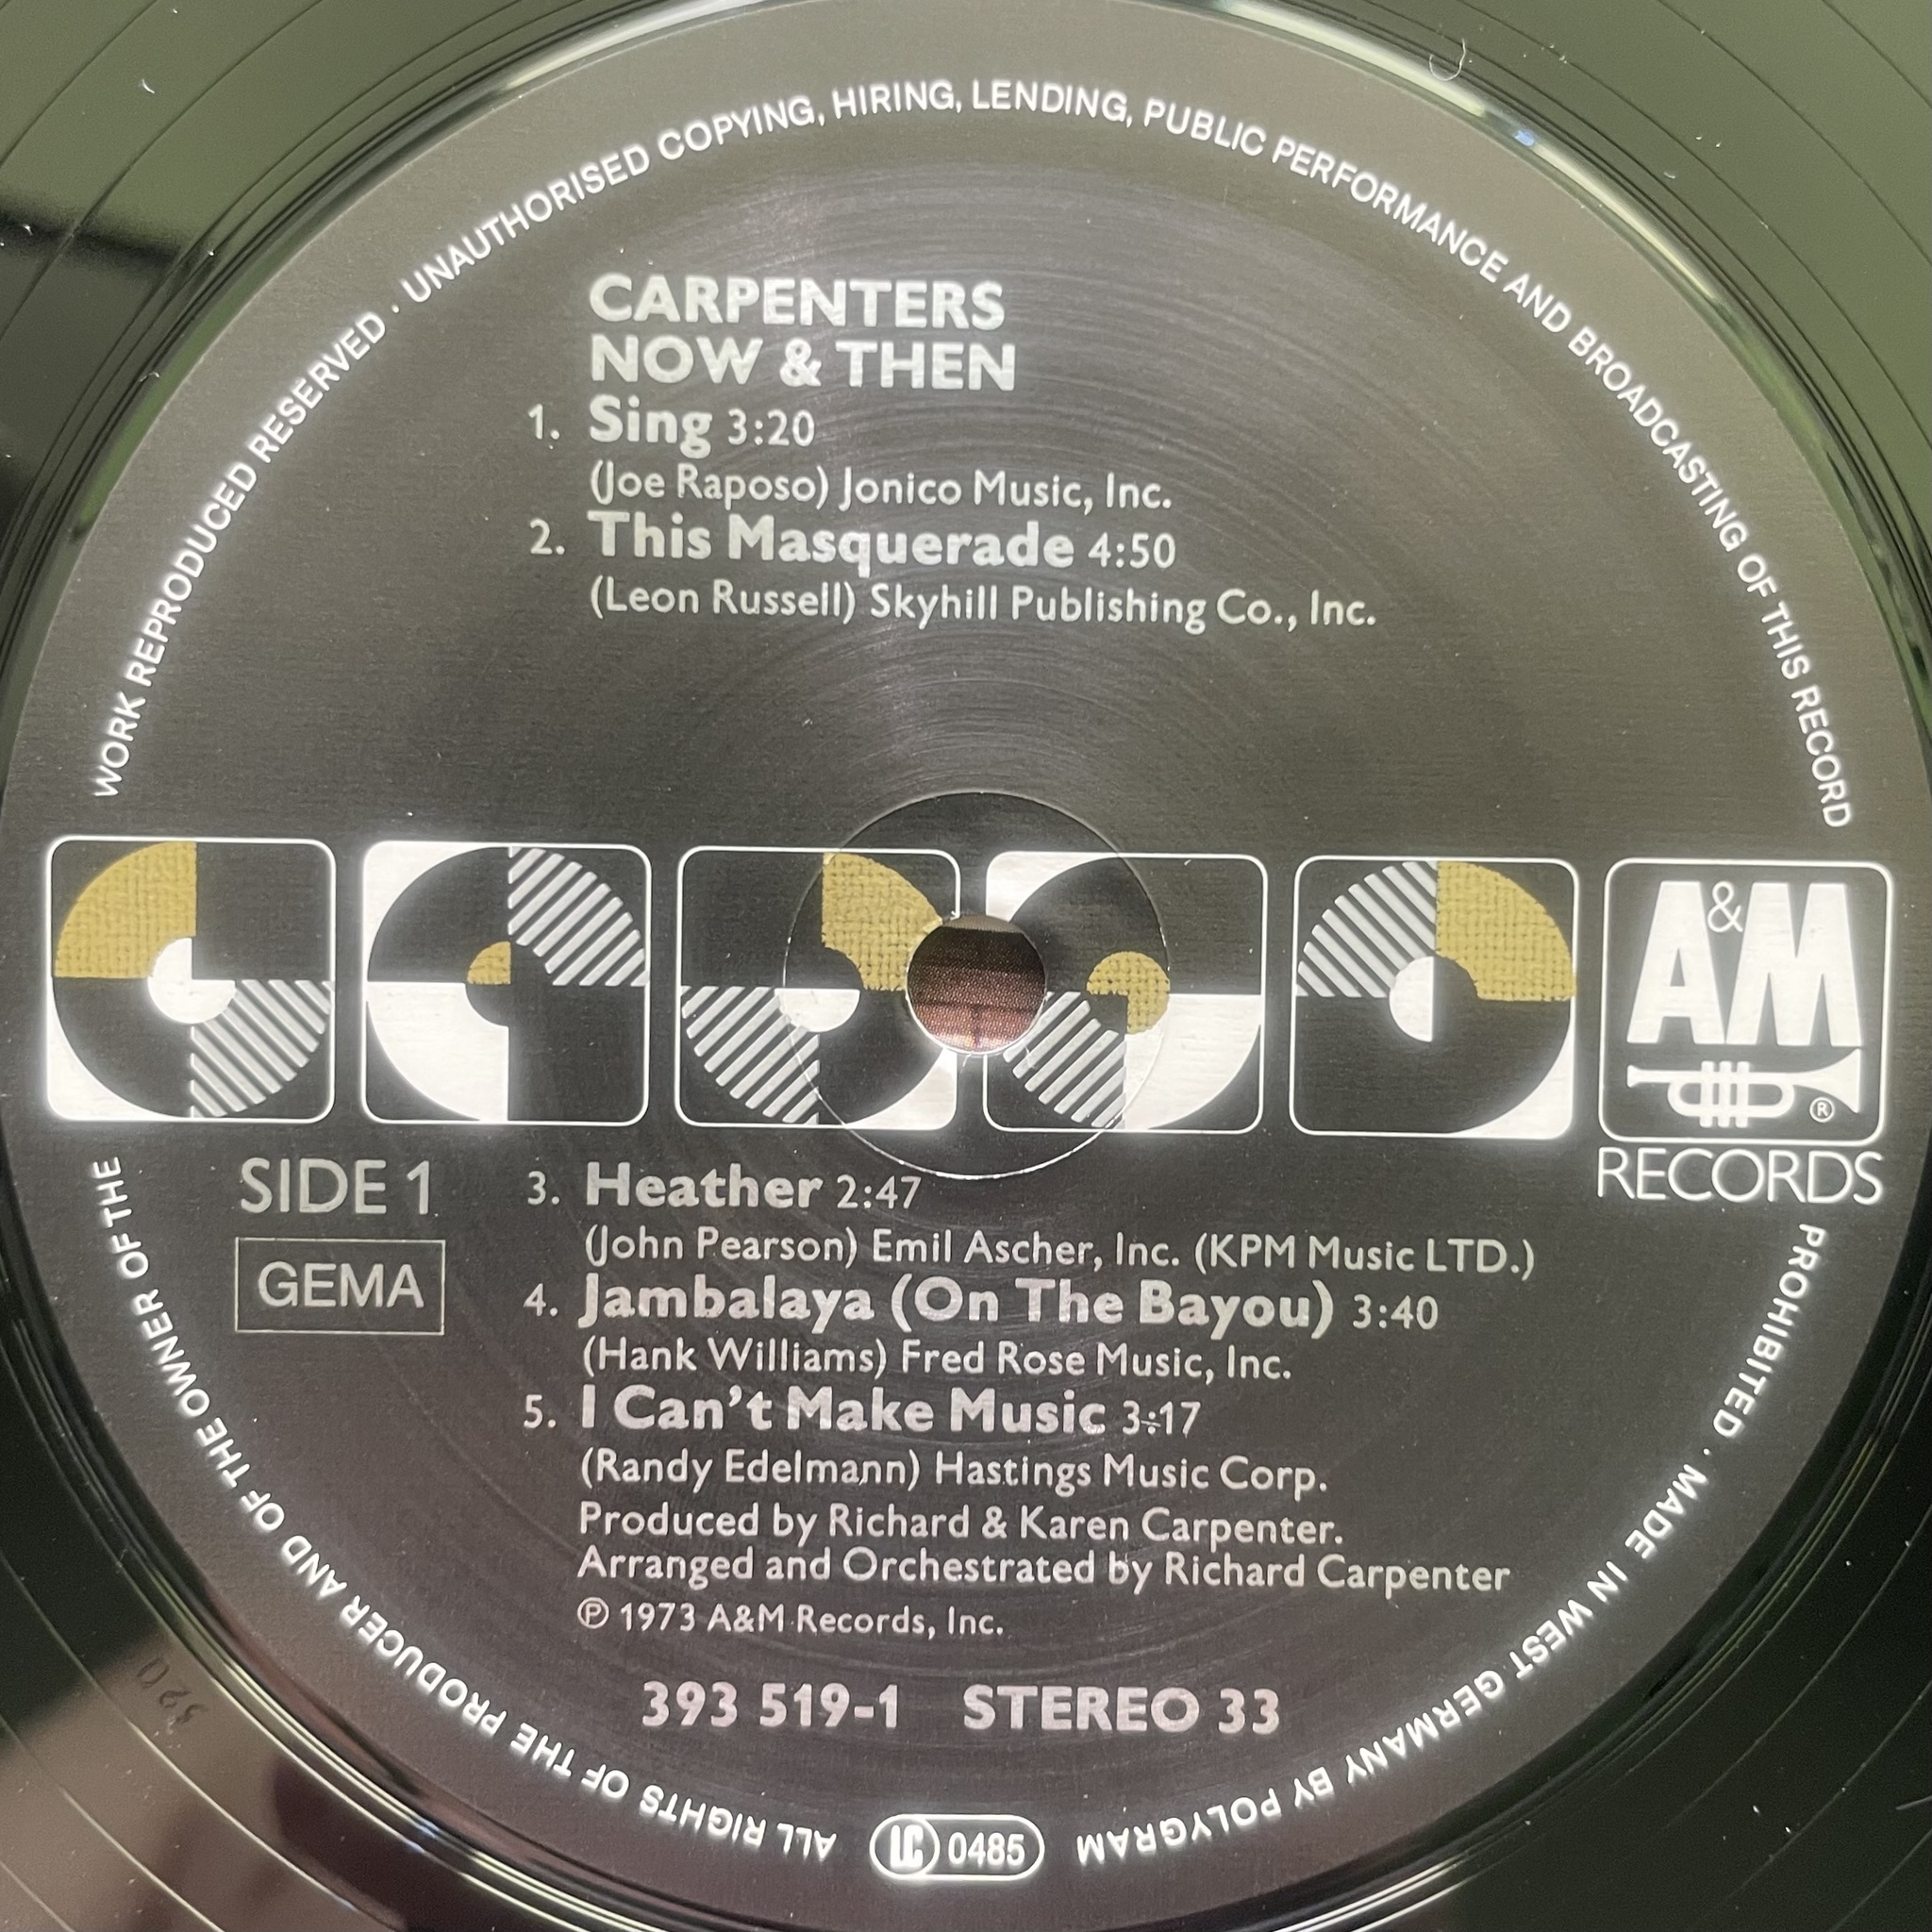 WORK REPRODUCED RESERVED · UNAUTHORISED COPYING, HIRING, LENDING, PUBLIC PERFORMANCE AND BROADCASTING OF THIS RECORD
CARPENTERS
NOW & THEN
1. Sing 3:20
(Joe Raposo) Jonico Music, Inc.
2. This Masquerade 4:50
(Leon Russell) Skyhill Publishing Co., Inc.
A&M
®
RECORDS
SIDE 1
GEMA
3. Heather 2:47
(John Pearson) Emil Ascher, Inc. (KPM Music LTD.)
4. Jambalaya (On The Bayou) 3:40
(Hank Williams) Fred Rose Music, Inc.
5. I Can't Make Music 3:17
(Randy Edelmann) Hastings Music Corp.
Produced by Richard & Karen Carpenter.
Arranged and Orchestrated by Richard Carpenter
℗ 1973 A&M Records, Inc.
393 519-1 STEREO 33
PROHIBITED · MADE IN WEST GERMANY BY POLYGRAM
LC 0485
ALL RIGHTS OF THE PRODUCER AND OF THE OWNER OF THE